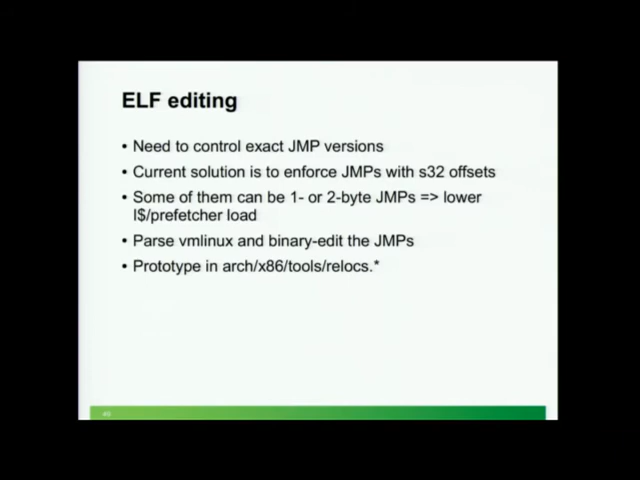 ELF editing
• Need to control exact JMP versions
• Current solution is to enforce JMPs with s32 offsets
• Some of them can be 1- or 2-byte JMPs => lower
I$/prefetcher load
• Parse vmlinux and binary-edit the JMPs
• Prototype in arch/x86/tools/relocs.*